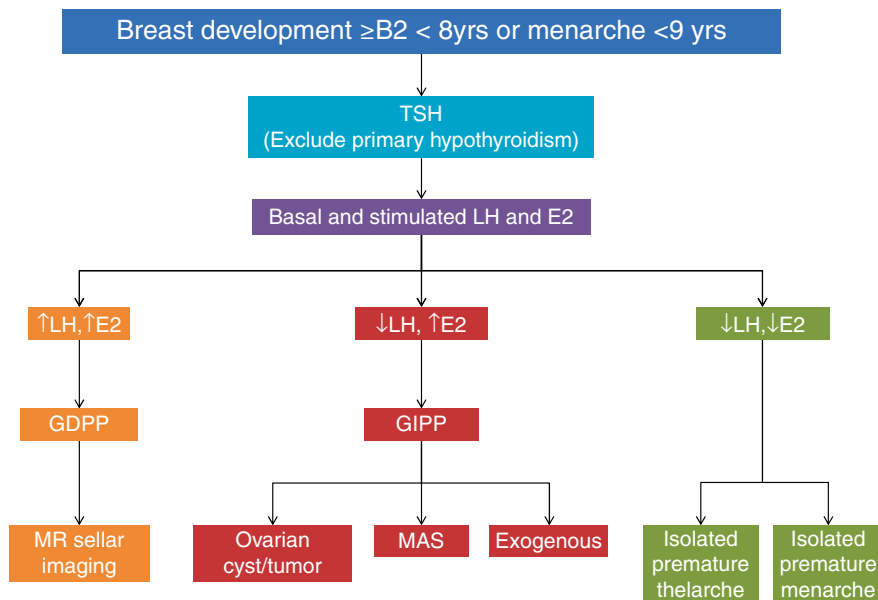 Breast development ≥B2 < 8yrs or menarche <9 yrs
TSH
(Exclude primary hypothyroidism)
Basal and stimulated LH and E2
↑LH,↑E2
↓LH, ↑E2
↓LH,↓E2
GDPP
GIPP
MR sellar
imaging
Ovarian
cyst/tumor
MAS
Exogenous
Isolated
premature
thelarche
Isolated
premature
menarche